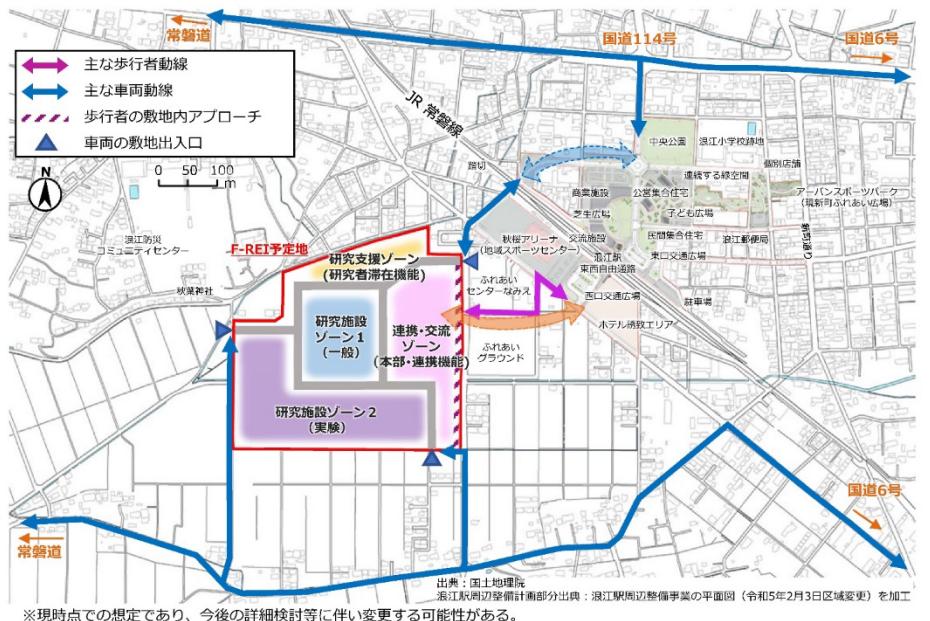 常磐道
国道114号
国道6号
主な歩行者動線
主な車両動線
歩行者の敷地内アプローチ
車両の敷地出入口
JR 常磐線
N
0 50 100
m
踏切
中央公園
浪江小学校跡地
個別店舗
連続する緑空間
商業施設
公営集合住宅
アーバンスポーツパーク
(現新町ふれあい広場)
芝生広場
子ども広場
新町通り
浪江防災
コミュニティセンター
F-REI予定地
秋桜アリーナ
(地域スポーツセンター)
交流施設
民間集合住宅
浪江郵便局
浪江駅
東西自由通路
東口交通広場
研究支援ゾーン
(研究者滞在機能)
秋葉神社
ふれあい
センターなみえ
西口交通広場
駐車場
研究施設
ゾーン1
(一般)
連携・交流
ゾーン
(本部・連携機能)
ホテル誘致エリア
ふれあい
グラウンド
研究施設ゾーン2
(実験)
国道6号
常磐道
出典:国土地理院
浪江駅周辺整備計画部分出典:浪江駅周辺整備事業の平面図(令和5年2月3日区域変更)を加工
※現時点での想定であり、今後の詳細検討等に伴い変更する可能性がある。